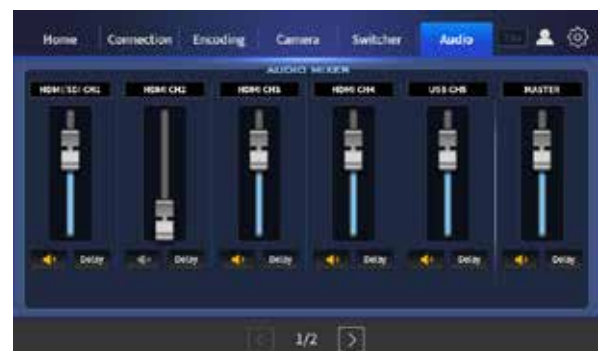 Home Connection Encoding Camera Switcher Audio
AUDIO MIXER
HDMI/SDI CH1 HDMI CH2 HDMI CH3 HDMI CH4 USB CH5 MASTER
Delay Delay Delay Delay Delay Delay
1/2